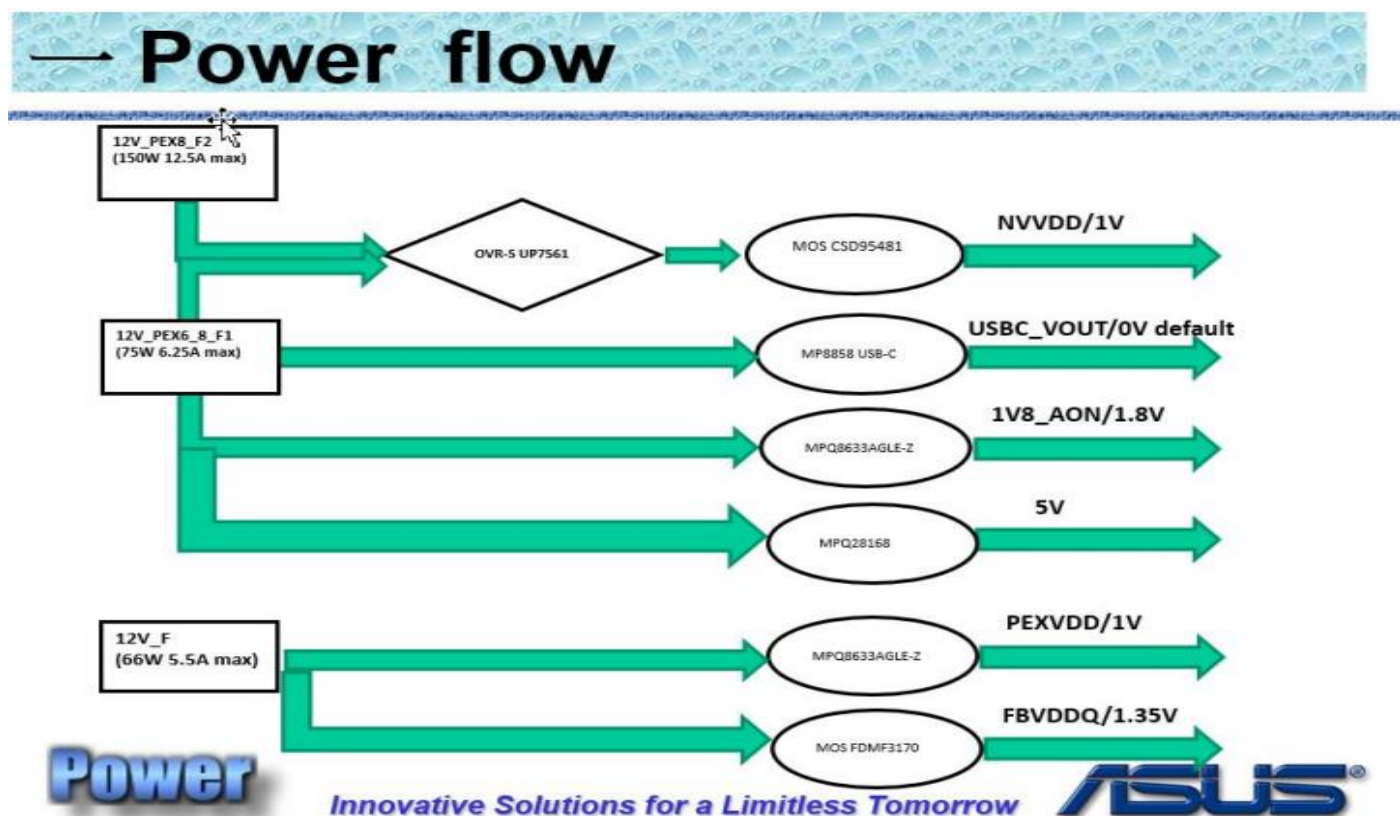 Power flow
12V_PEX8_F2
(150W 12.5A max)
OVR-S UP7561
MOS CSD95481
NVVDD/1V
12V_PEX6_8_F1
(75W 6.25A max)
MP8858 USB-C
USBC_VOUT/0V default
MPQ8633AGLE-Z
1V8_AON/1.8V
MPQ28168
5V
12V_F
(66W 5.5A max)
MPQ8633AGLE-Z
PEXVDD/1V
MOS FDMF3170
FBVDDQ/1.35V
Power
Innovative Solutions for a Limitless Tomorrow
ASUS®